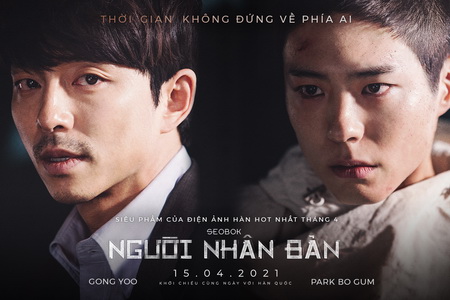 THỜI GIAN KHÔNG ĐỨNG VỀ PHÍA AI
SIÊU PHẨM CỦA ĐIỆN ẢNH HÀN HOT NHẤT THÁNG 4
SEOBOK
NGƯỜI NHÂN BẢN
15.04.2021
KHỞI CHIẾU CÙNG NGÀY VỚI HÀN QUỐC
GONG YOO
PARK BO GUM